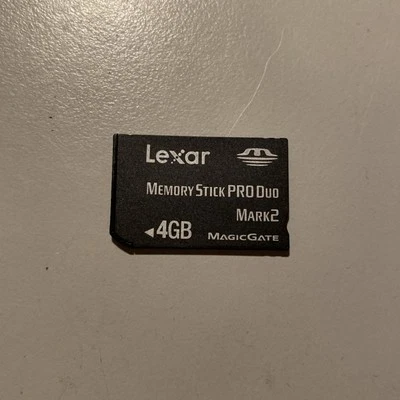 Lexar
MEMORY STICK PRO DUO
MARK2
◄4GB
MAGICGATE